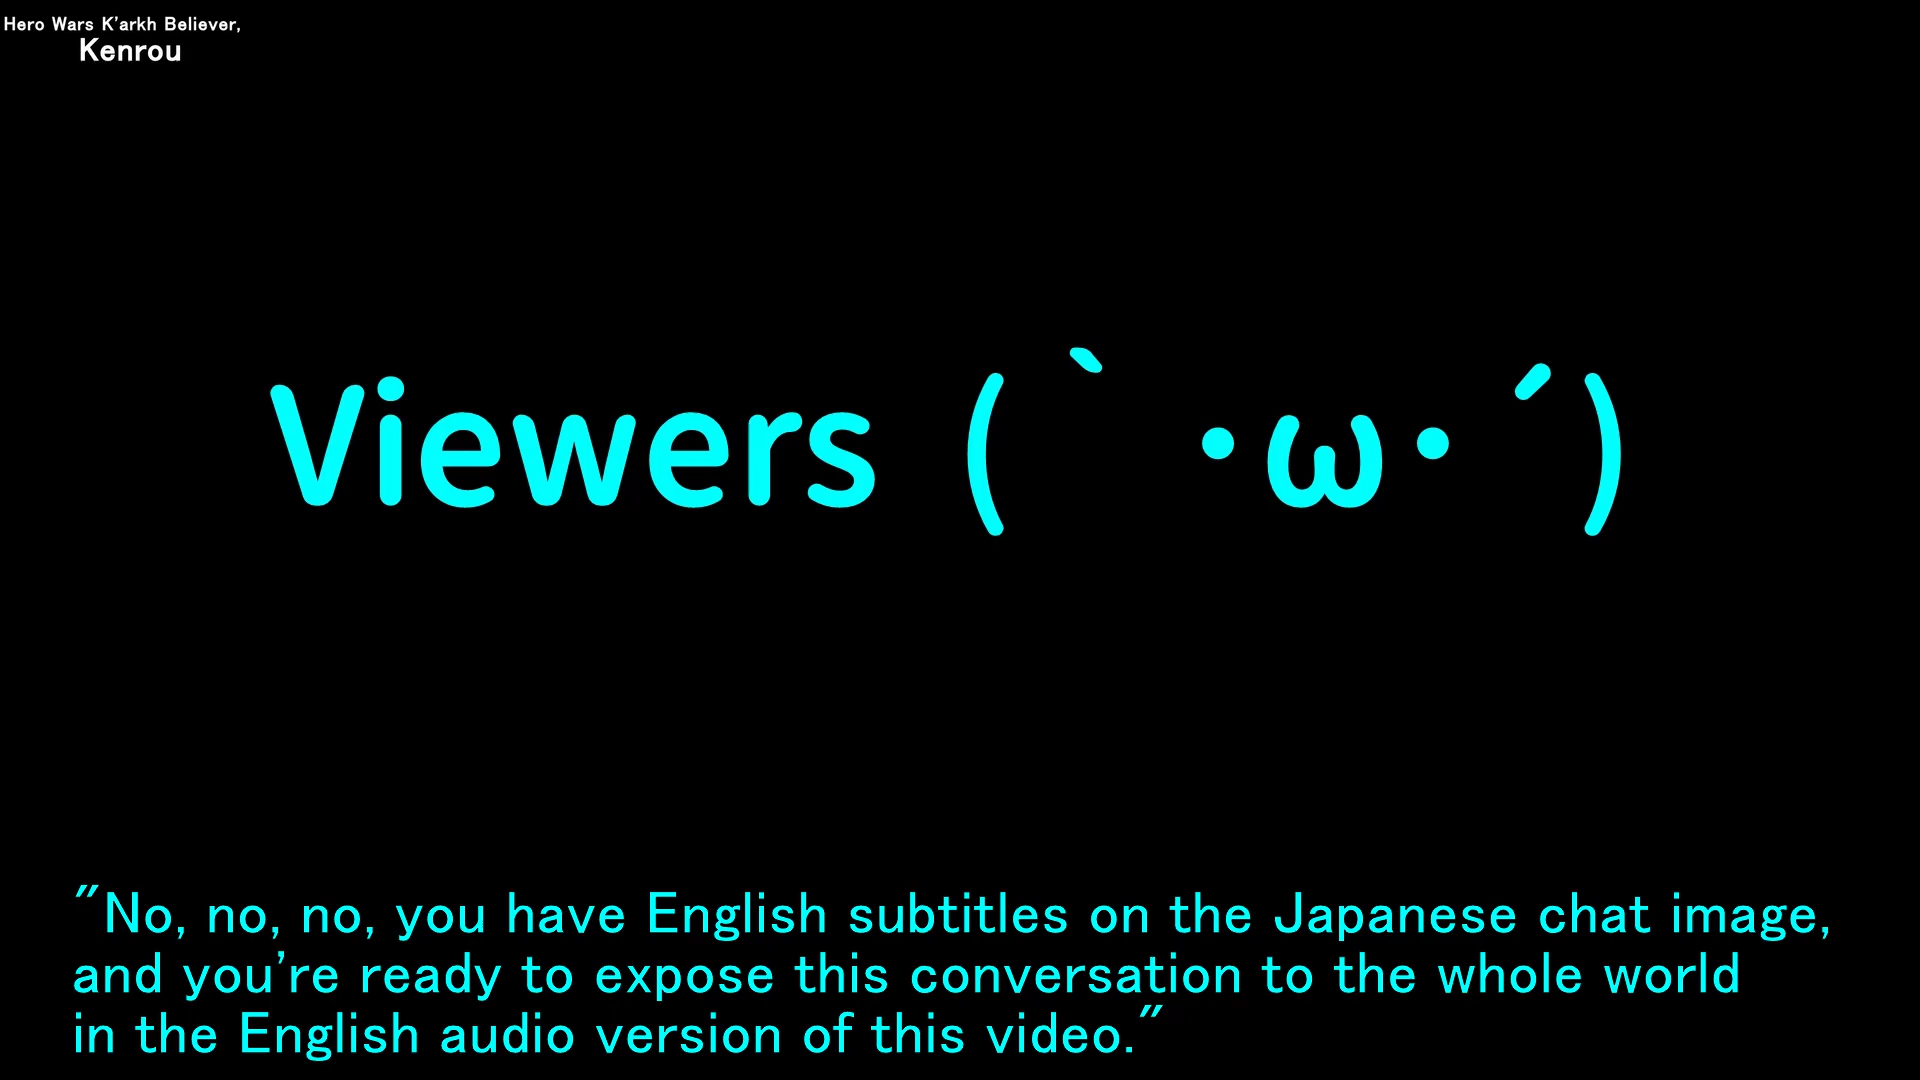 Hero Wars K'arkh Believer,
Kenrou
Viewers (｀・ω・´)
"No, no, no, you have English subtitles on the Japanese chat image,
and you're ready to expose this conversation to the whole world
in the English audio version of this video."